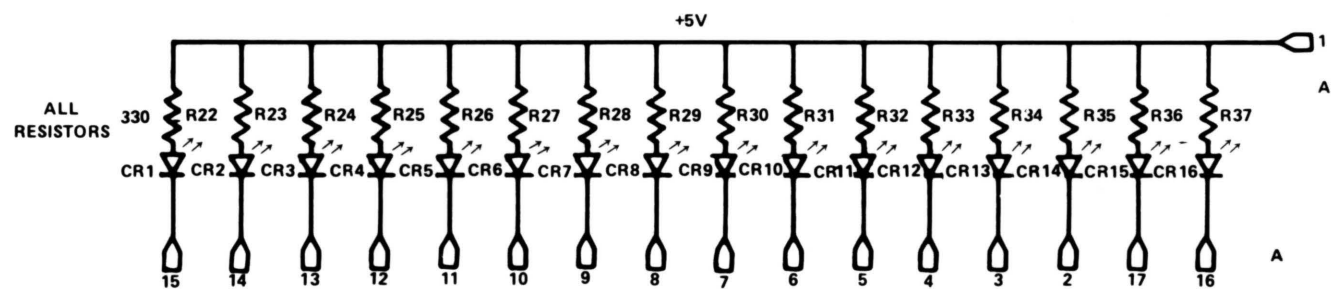 +5V
1
A
ALL
RESISTORS
330 R22 R23 R24 R25 R26 R27 R28 R29 R30 R31 R32 R33 R34 R35 R36 R37
CR1 CR2 CR3 CR4 CR5 CR6 CR7 CR8 CR9 CR10 CR11 CR12 CR13 CR14 CR15 CR16
A
15 14 13 12 11 10 9 8 7 6 5 4 3 2 17 16